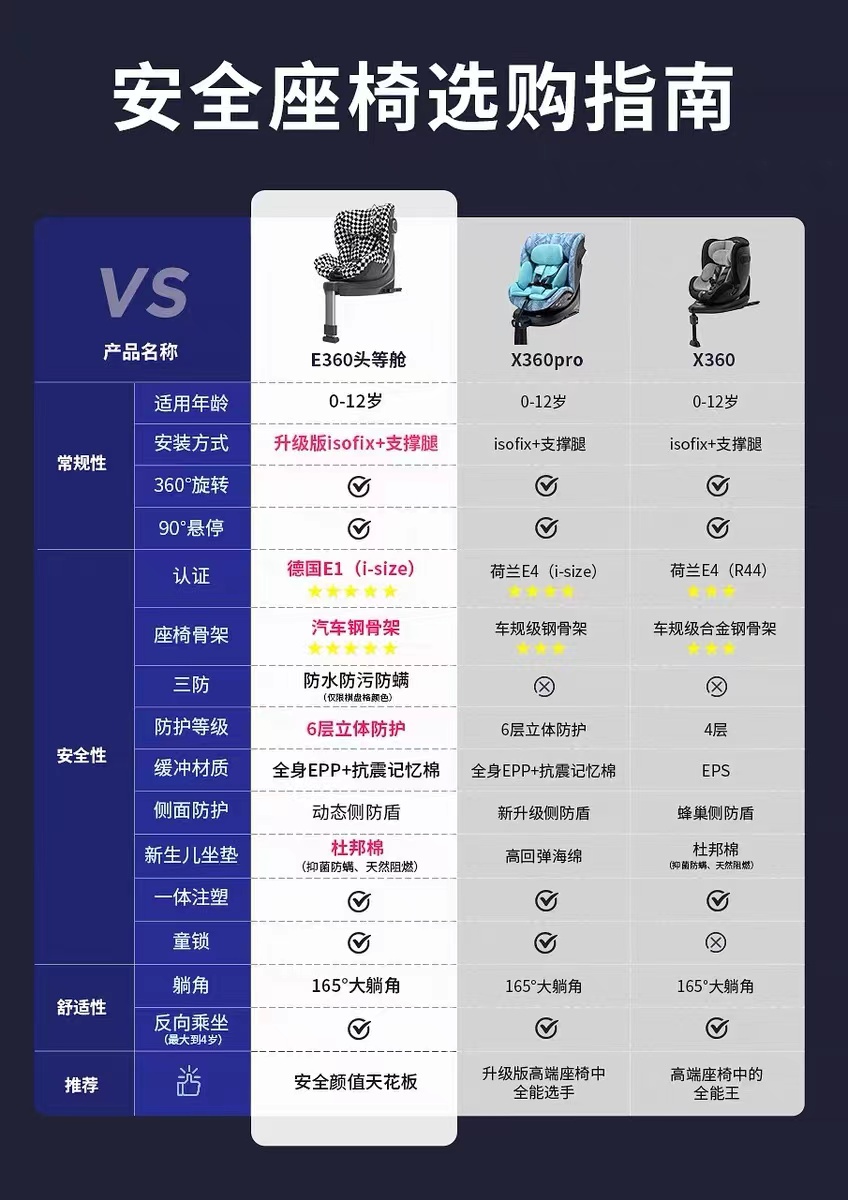 安全座椅选购指南
VS
产品名称
E360头等舱
X360pro
X360
常规性
适用年龄
0-12岁
0-12岁
0-12岁
安装方式
升级版isofix+支撑腿
isofix+支撑腿
isofix+支撑腿
360°旋转
90°悬停
安全性
认证
德国E1（i-size）
荷兰E4（i-size）
荷兰E4（R44）
座椅骨架
汽车钢骨架
车规级钢骨架
车规级合金钢骨架
三防
防水防污防螨
（仅限棋盘格颜色）
防护等级
6层立体防护
6层立体防护
4层
缓冲材质
全身EPP+抗震记忆棉
全身EPP+抗震记忆棉
EPS
侧面防护
动态侧防盾
新升级侧防盾
蜂巢侧防盾
新生儿坐垫
杜邦棉
（抑菌防螨、天然阻燃）
高回弹海绵
杜邦棉
（抑菌防螨、天然阻燃）
一体注塑
童锁
舒适性
躺角
165°大躺角
165°大躺角
165°大躺角
反向乘坐
（最大到4岁）
推荐
安全颜值天花板
升级版高端座椅中
全能选手
高端座椅中的
全能王